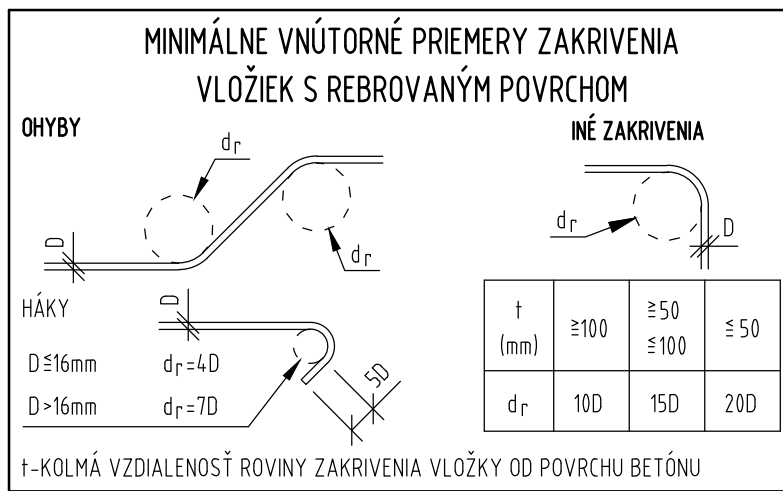 MINIMÁLNE VNÚTORNÉ PRIEMERY ZAKRIVENIA
VLOŽIEK S REBROVANÝM POVRCHOM
OHYBY
INÉ ZAKRIVENIA
dr
dr
D
dr
D
HÁKY
D
D≦16mm dr=4D
D>16mm dr=7D
5D
t (mm) ≧100 ≧50 ≦100 ≦50
dr 10D 15D 20D
t-KOLMÁ VZDIALENOSŤ ROVINY ZAKRIVENIA VLOŽKY OD POVRCHU BETÓNU